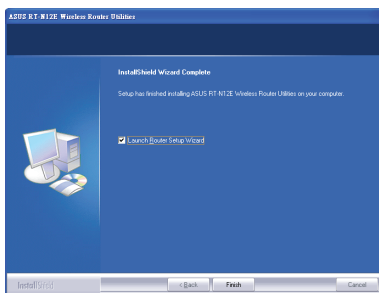 ASUS RT-N12E Wireless Router Utilities
InstallShield Wizard Complete
Setup has finished installing ASUS RT-N12E Wireless Router Utilities on your computer.
Launch Router Setup Wizard
InstallShield
< Back
Finish
Cancel